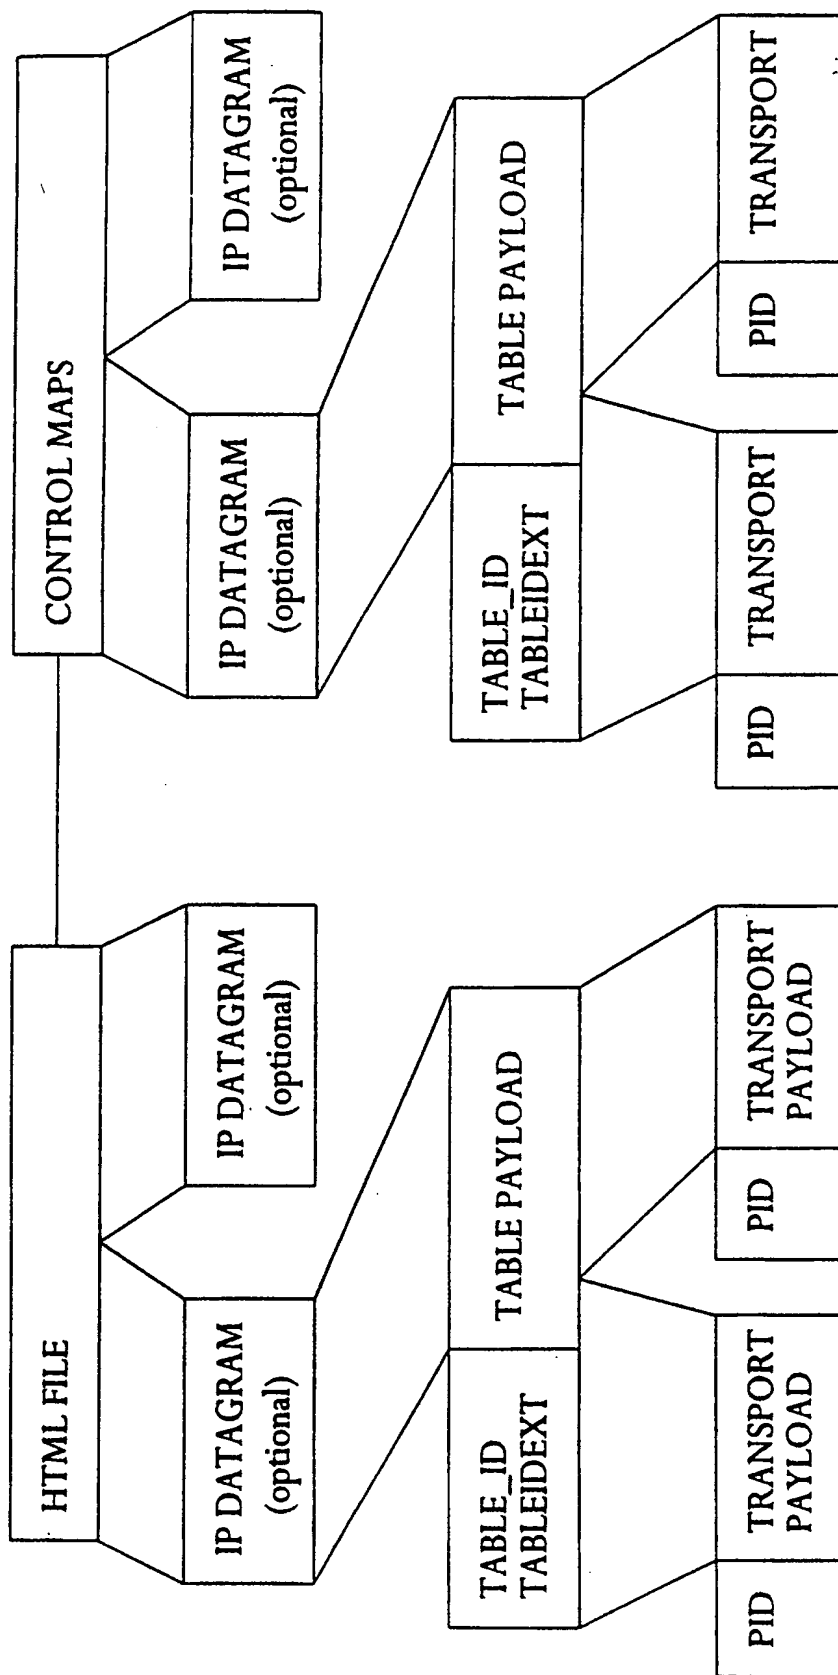 HTML FILE
CONTROL MAPS
IP DATAGRAM
(optional)
IP DATAGRAM
(optional)
IP DATAGRAM
(optional)
IP DATAGRAM
(optional)
TABLE_ID
TABLEIDEXT
TABLE PAYLOAD
TABLE_ID
TABLEIDEXT
TABLE PAYLOAD
PID
TRANSPORT
PAYLOAD
PID
TRANSPORT
PAYLOAD
PID
TRANSPORT
PID
TRANSPORT